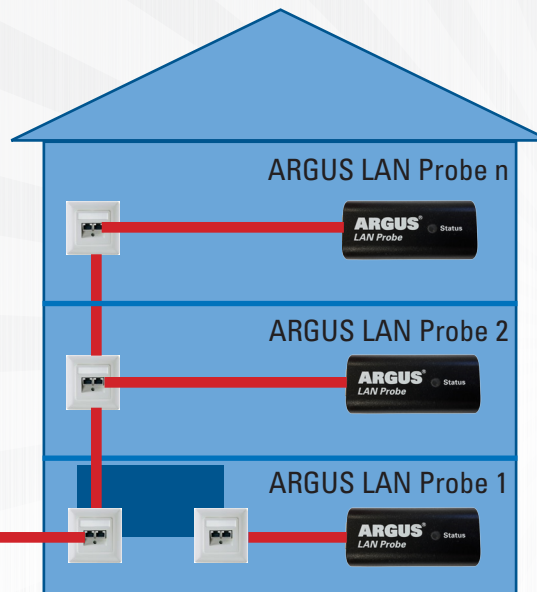 ARGUS LAN Probe n
ARGUS®
LAN Probe
Status
ARGUS LAN Probe 2
ARGUS®
LAN Probe
Status
ARGUS LAN Probe 1
ARGUS®
LAN Probe
Status